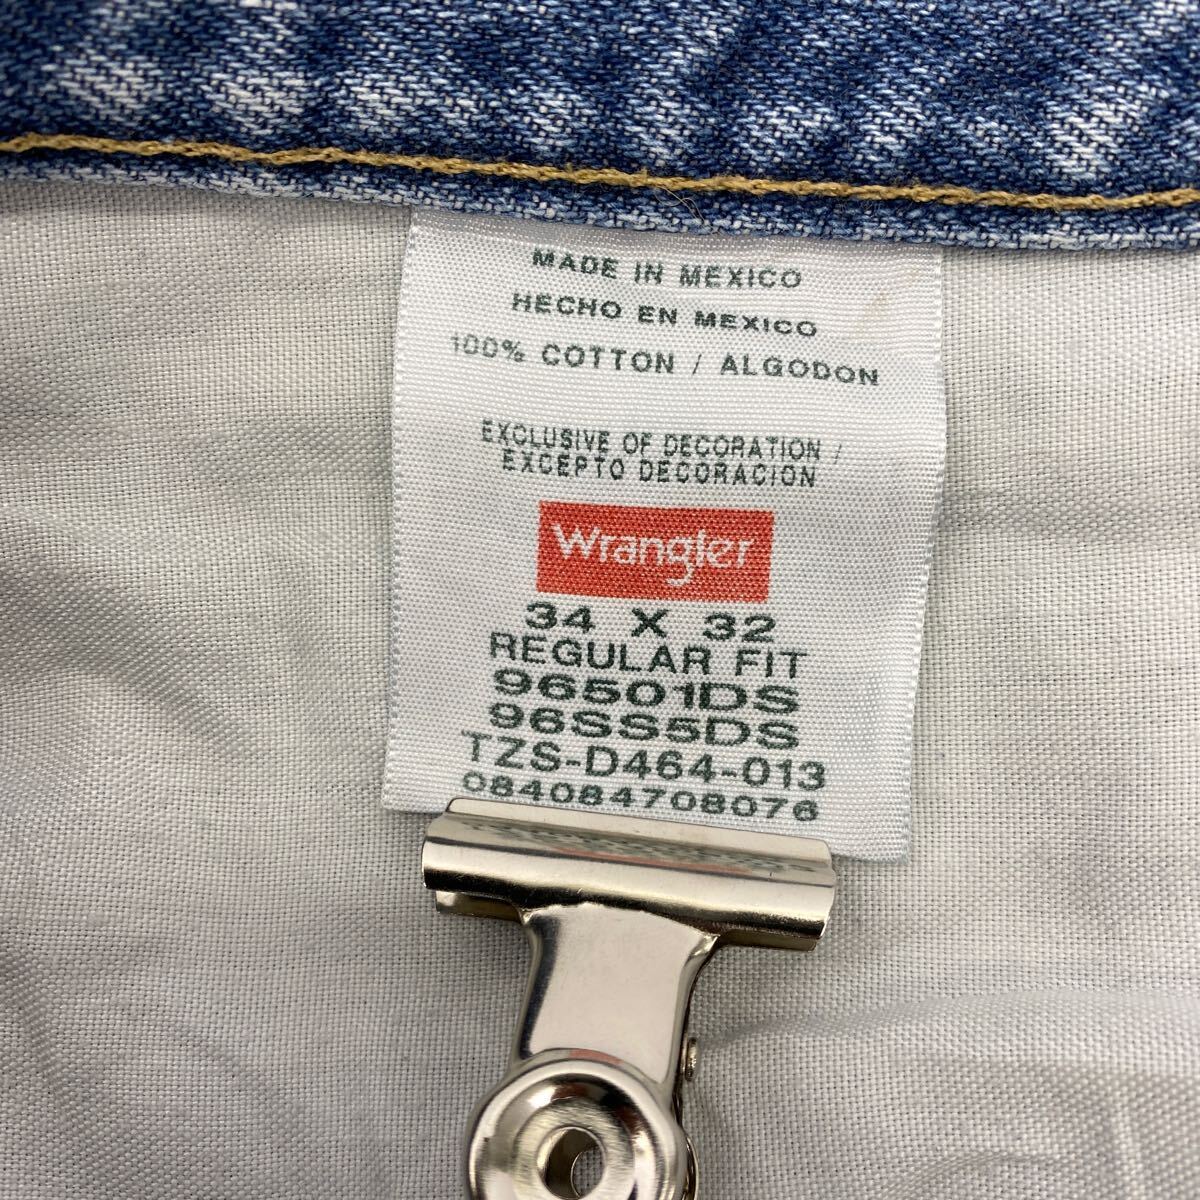 MADE IN MEXICO
HECHO EN MEXICO
100% COTTON / ALGODON
EXCLUSIVE OF DECORATION /
EXCEPTO DECORACION
Wrangler
34 X 32
REGULAR FIT
96501DS
96SS5DS
TZS-D464-013
084084708076